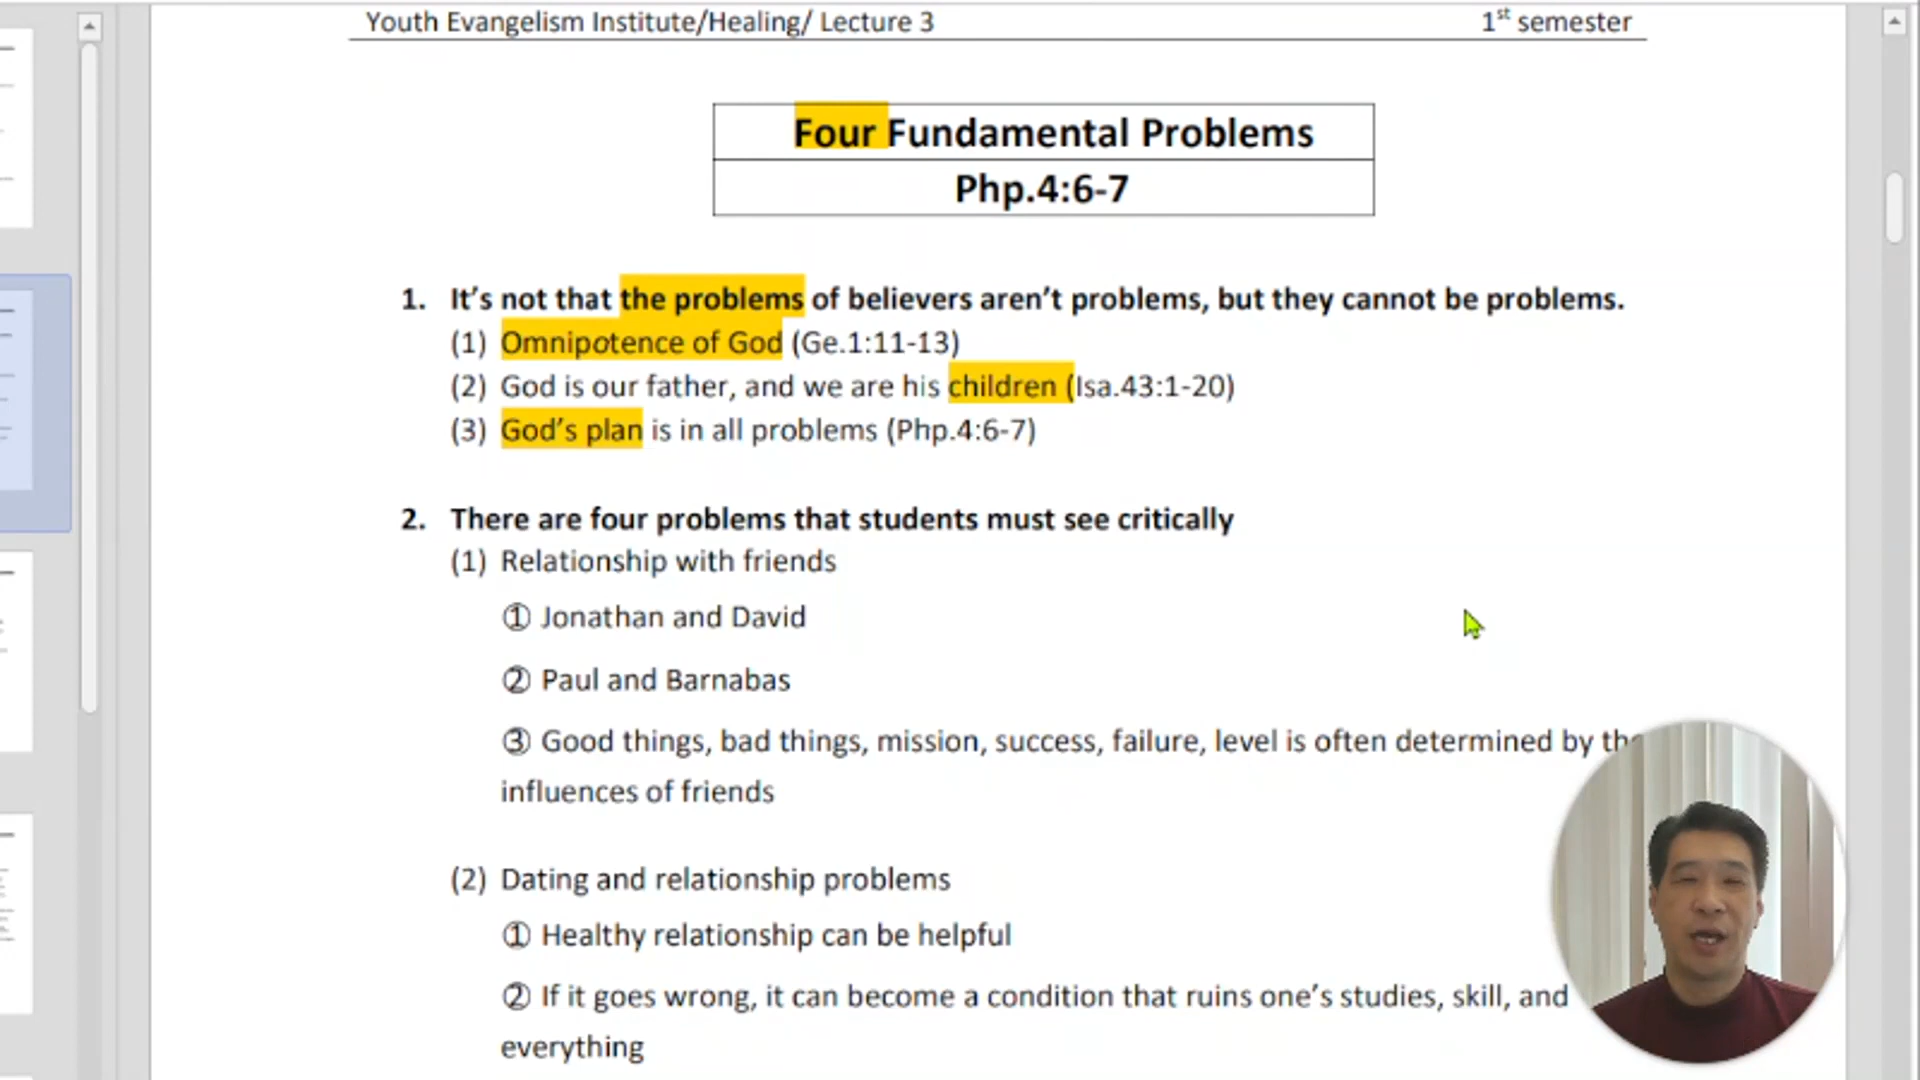 Youth Evangelism Institute/Healing/ Lecture 3 1st semester
Four Fundamental Problems
Php.4:6-7
1. It’s not that the problems of believers aren’t problems, but they cannot be problems.
(1) Omnipotence of God (Ge.1:11-13)
(2) God is our father, and we are his children (Isa.43:1-20)
(3) God’s plan is in all problems (Php.4:6-7)
2. There are four problems that students must see critically
(1) Relationship with friends
① Jonathan and David
② Paul and Barnabas
③ Good things, bad things, mission, success, failure, level is often determined by the
influences of friends
(2) Dating and relationship problems
① Healthy relationship can be helpful
② If it goes wrong, it can become a condition that ruins one’s studies, skill, and
everything